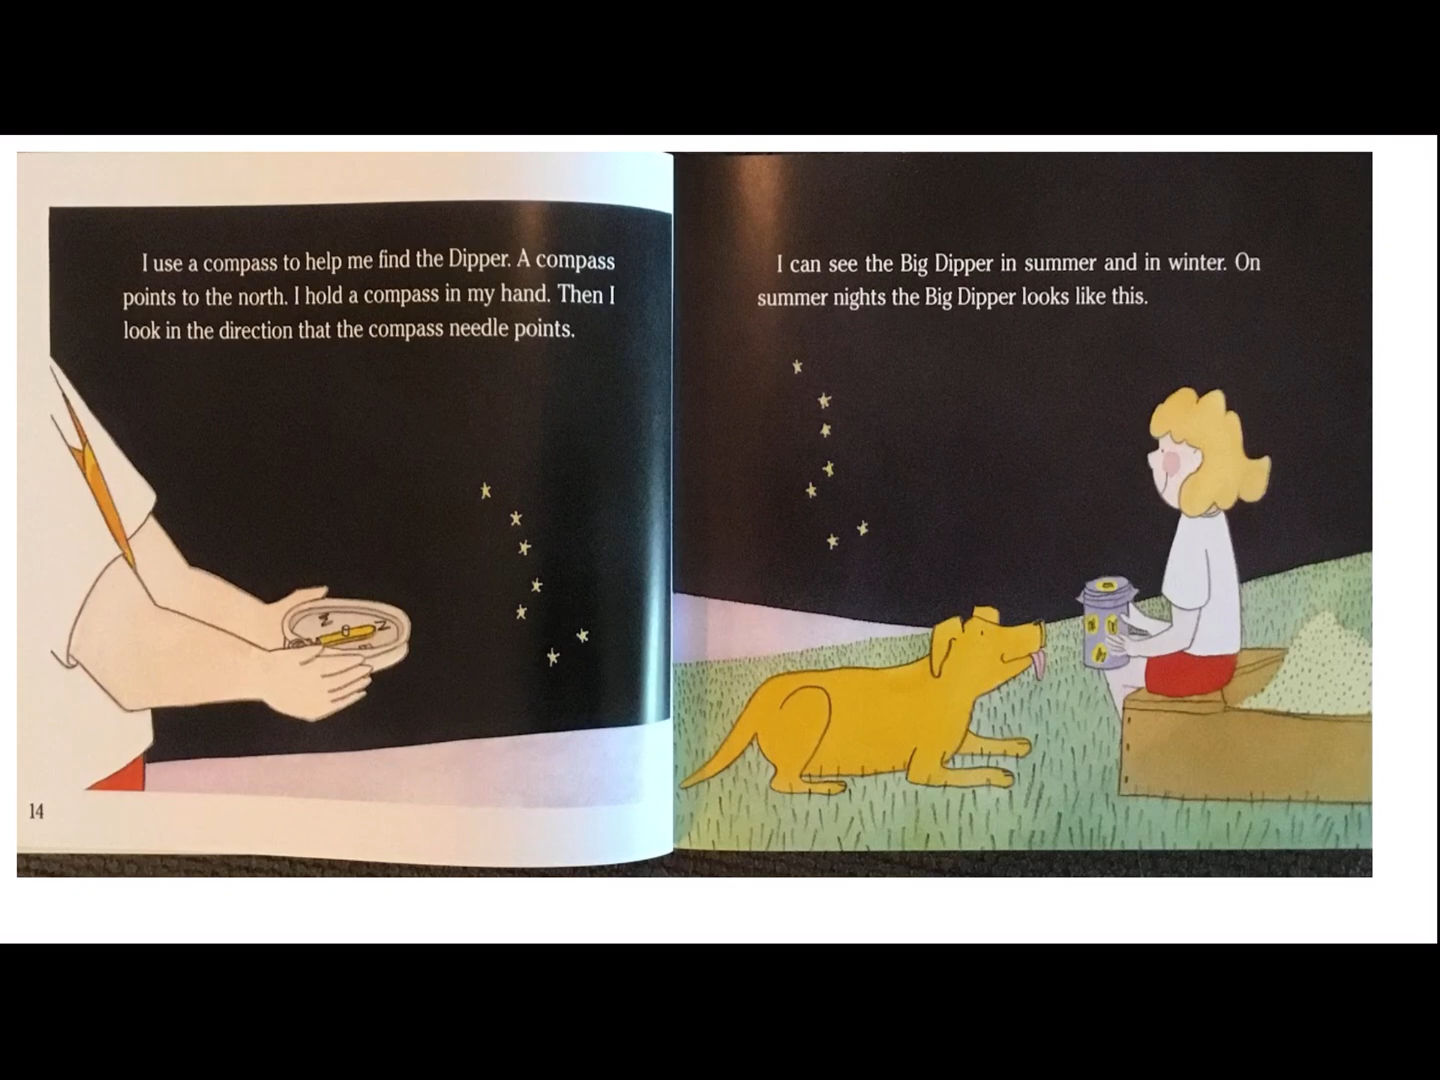 I use a compass to help me find the Dipper. A compass
points to the north. I hold a compass in my hand. Then I
look in the direction that the compass needle points.
14
I can see the Big Dipper in summer and in winter. On
summer nights the Big Dipper looks like this.